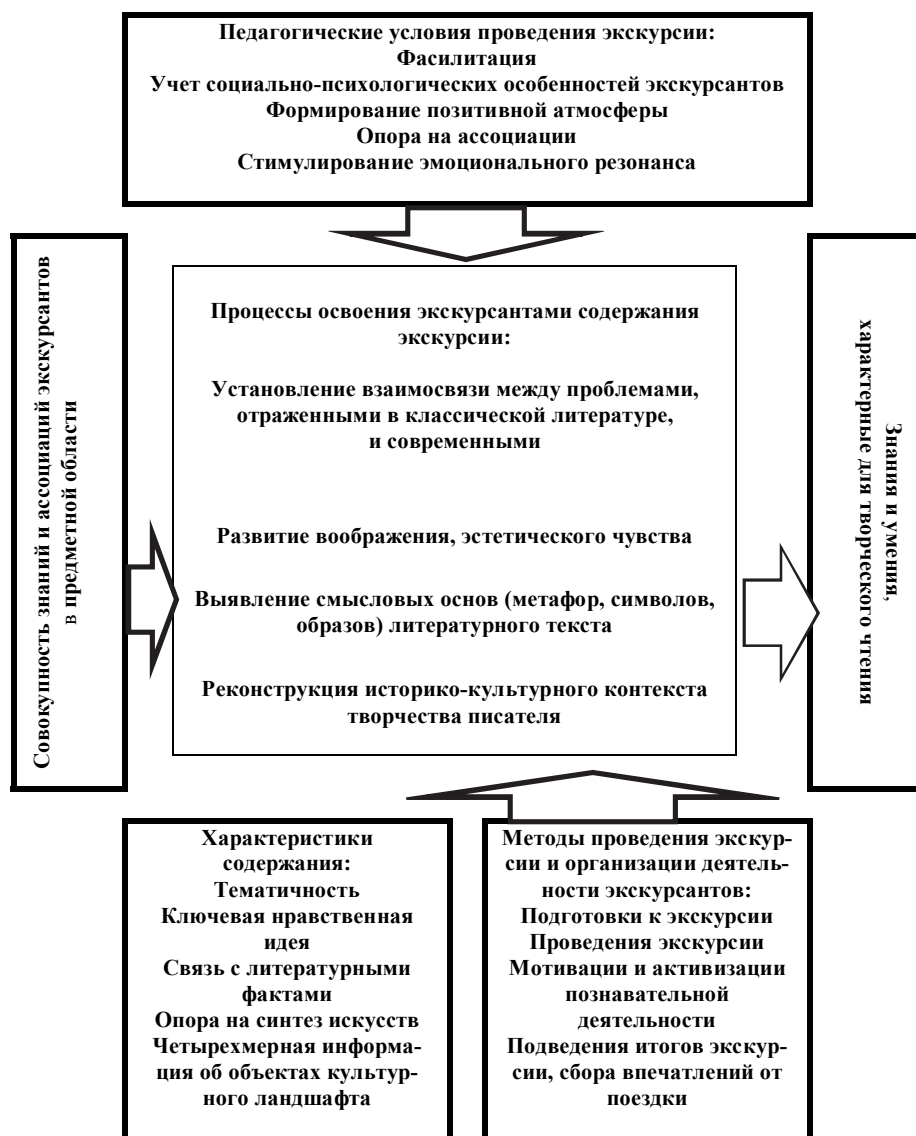 Педагогические условия проведения экскурсии:
Фасилитация
Учет социально-психологических особенностей экскурсантов
Формирование позитивной атмосферы
Опора на ассоциации
Стимулирование эмоционального резонанса
Совокупность знаний и ассоциаций экскурсантов
в предметной области
Процессы освоения экскурсантами содержания
экскурсии:
Установление взаимосвязи между проблемами,
отраженными в классической литературе,
и современными
Развитие воображения, эстетического чувства
Выявление смысловых основ (метафор, символов,
образов) литературного текста
Реконструкция историко-культурного контекста
творчества писателя
Знания и умения,
характерные для творческого чтения
Характеристики
содержания:
Тематичность
Ключевая нравственная
идея
Связь с литературными
фактами
Опора на синтез искусств
Четырехмерная информа-
ция об объектах культур-
ного ландшафта
Методы проведения экскур-
сии и организации деятель-
ности экскурсантов:
Подготовки к экскурсии
Проведения экскурсии
Мотивации и активизации
познавательной
деятельности
Подведения итогов экскур-
сии, сбора впечатлений от
поездки